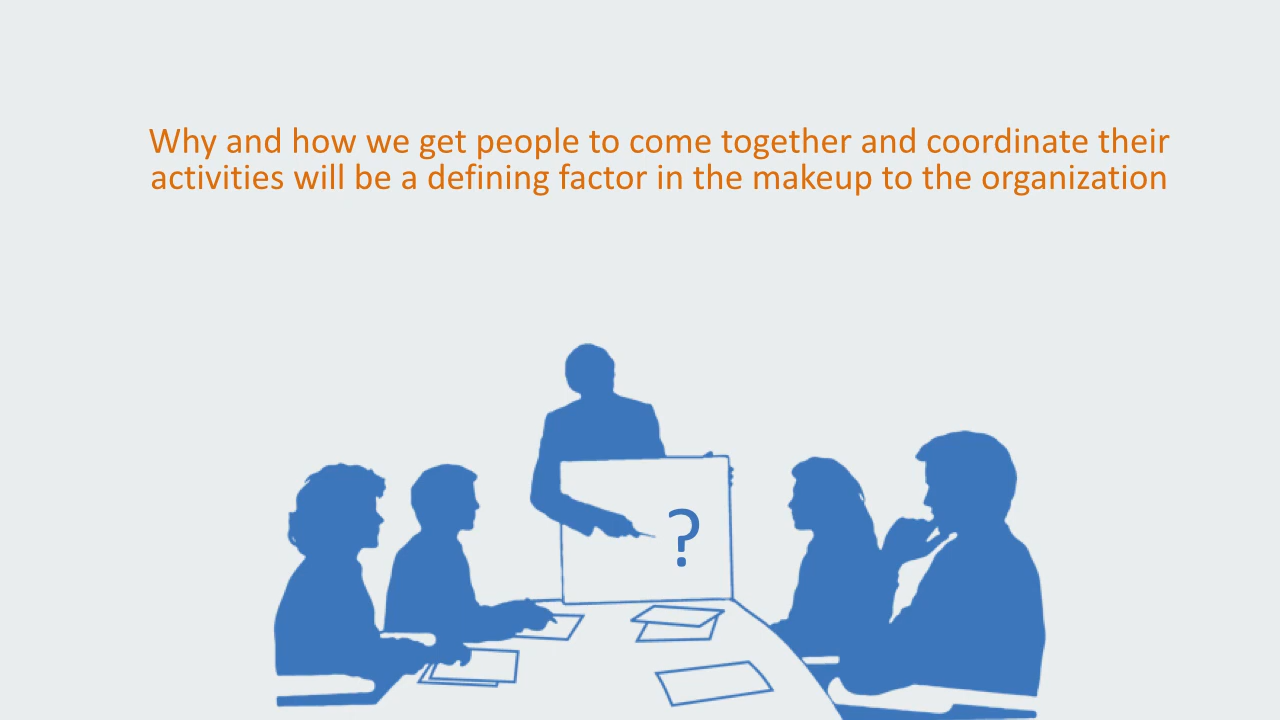 Why and how we get people to come together and coordinate their
activities will be a defining factor in the makeup to the organization
?